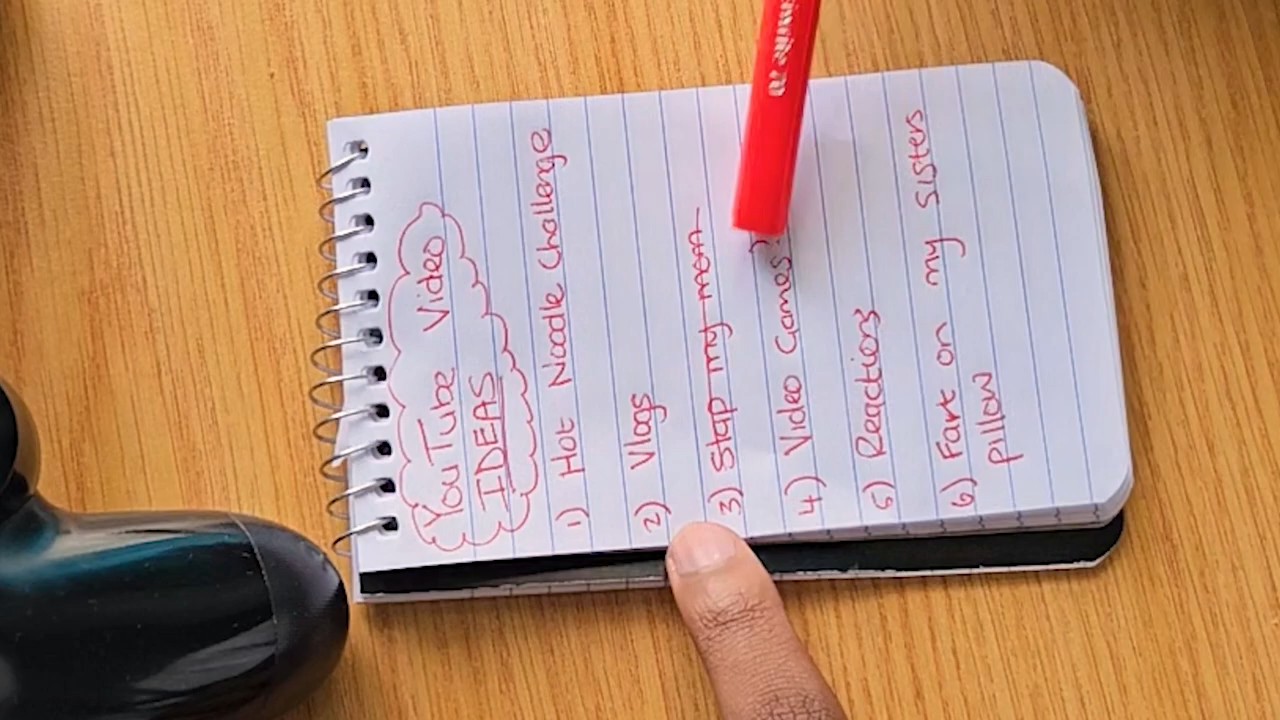 YouTube Video
IDEAS
1) Hot Noodle Challenge
2) Vlogs
3) Slap my mom
4) Video Games?
5) Reactions
6) Fart on my sisters
pillow